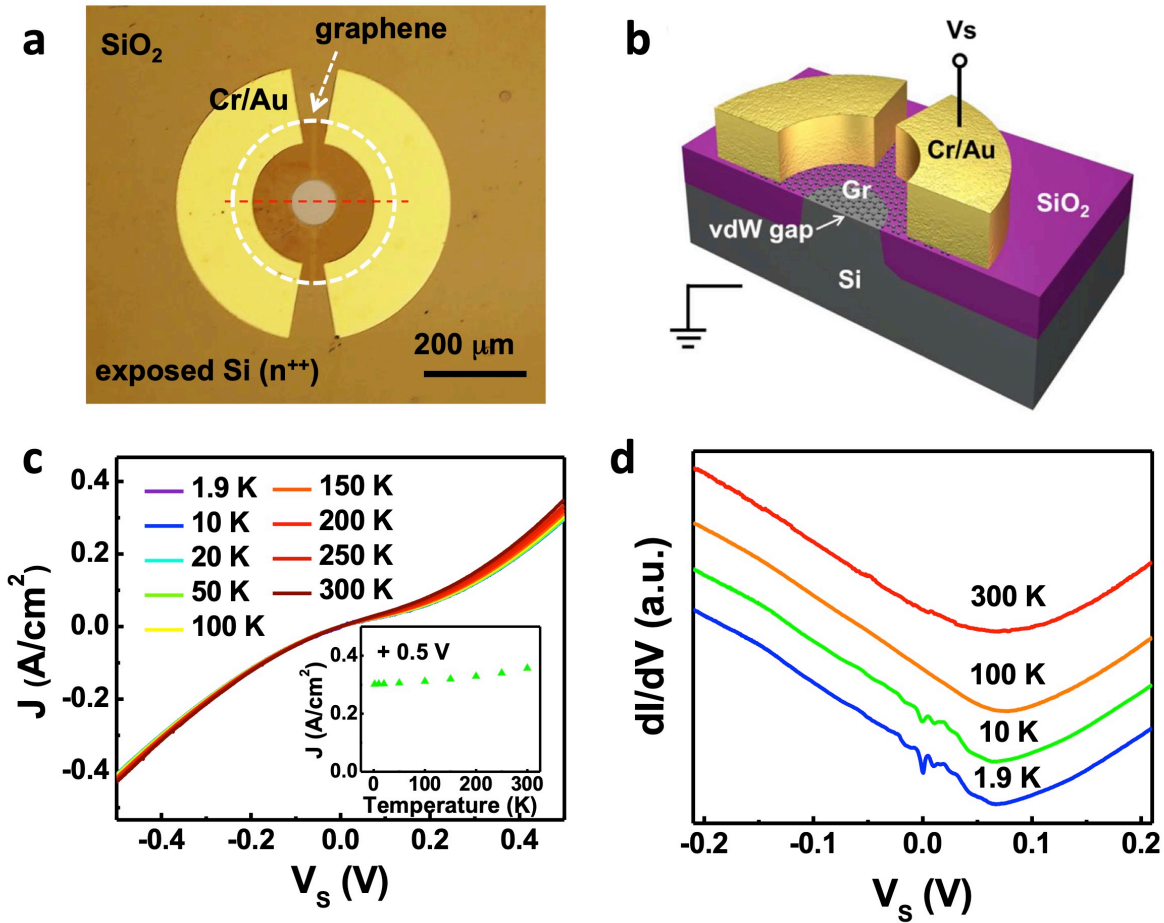 a
SiO2
graphene
Cr/Au
200 μm
exposed Si (n++)
b
Vs
Cr/Au
Gr
SiO2
vdW gap
Si
c
0.4
0.2
0.0
-0.2
-0.4
J (A/cm2)
1.9 K
10 K
20 K
50 K
100 K
150 K
200 K
250 K
300 K
+ 0.5 V
J (A/cm2)
0.4
0.2
0.0
0 100 200 300
Temperature (K)
-0.4 -0.2 0.0 0.2 0.4
VS (V)
d
dI/dV (a.u.)
300 K
100 K
10 K
1.9 K
-0.2 -0.1 0.0 0.1 0.2
VS (V)